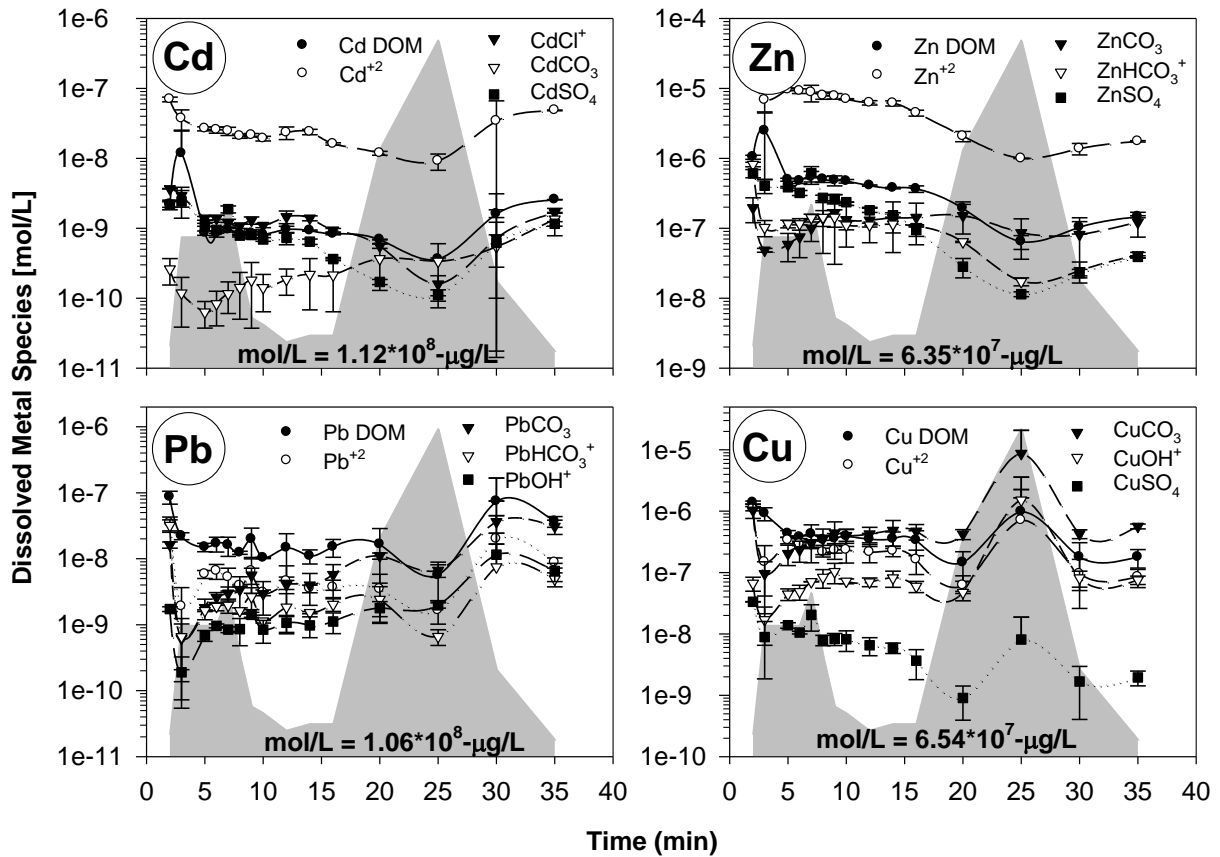 Dissolved Metal Species [mol/L]
1e-6
1e-7
1e-8
1e-9
1e-10
1e-11
Cd
Cd DOM
Cd+2
CdCl+
CdCO3
CdSO4
mol/L = 1.12*10^8-µg/L
1e-4
1e-5
1e-6
1e-7
1e-8
1e-9
Zn
Zn DOM
Zn+2
ZnCO3
ZnHCO3+
ZnSO4
mol/L = 6.35*10^7-µg/L
1e-6
1e-7
1e-8
1e-9
1e-10
1e-11
Pb
Pb DOM
Pb+2
PbCO3
PbHCO3+
PbOH+
mol/L = 1.06*10^8-µg/L
0 5 10 15 20 25 30 35 40
1e-5
1e-6
1e-7
1e-8
1e-9
1e-10
Cu
Cu DOM
Cu+2
CuCO3
CuOH+
CuSO4
mol/L = 6.54*10^7-µg/L
0 5 10 15 20 25 30 35 40
Time (min)